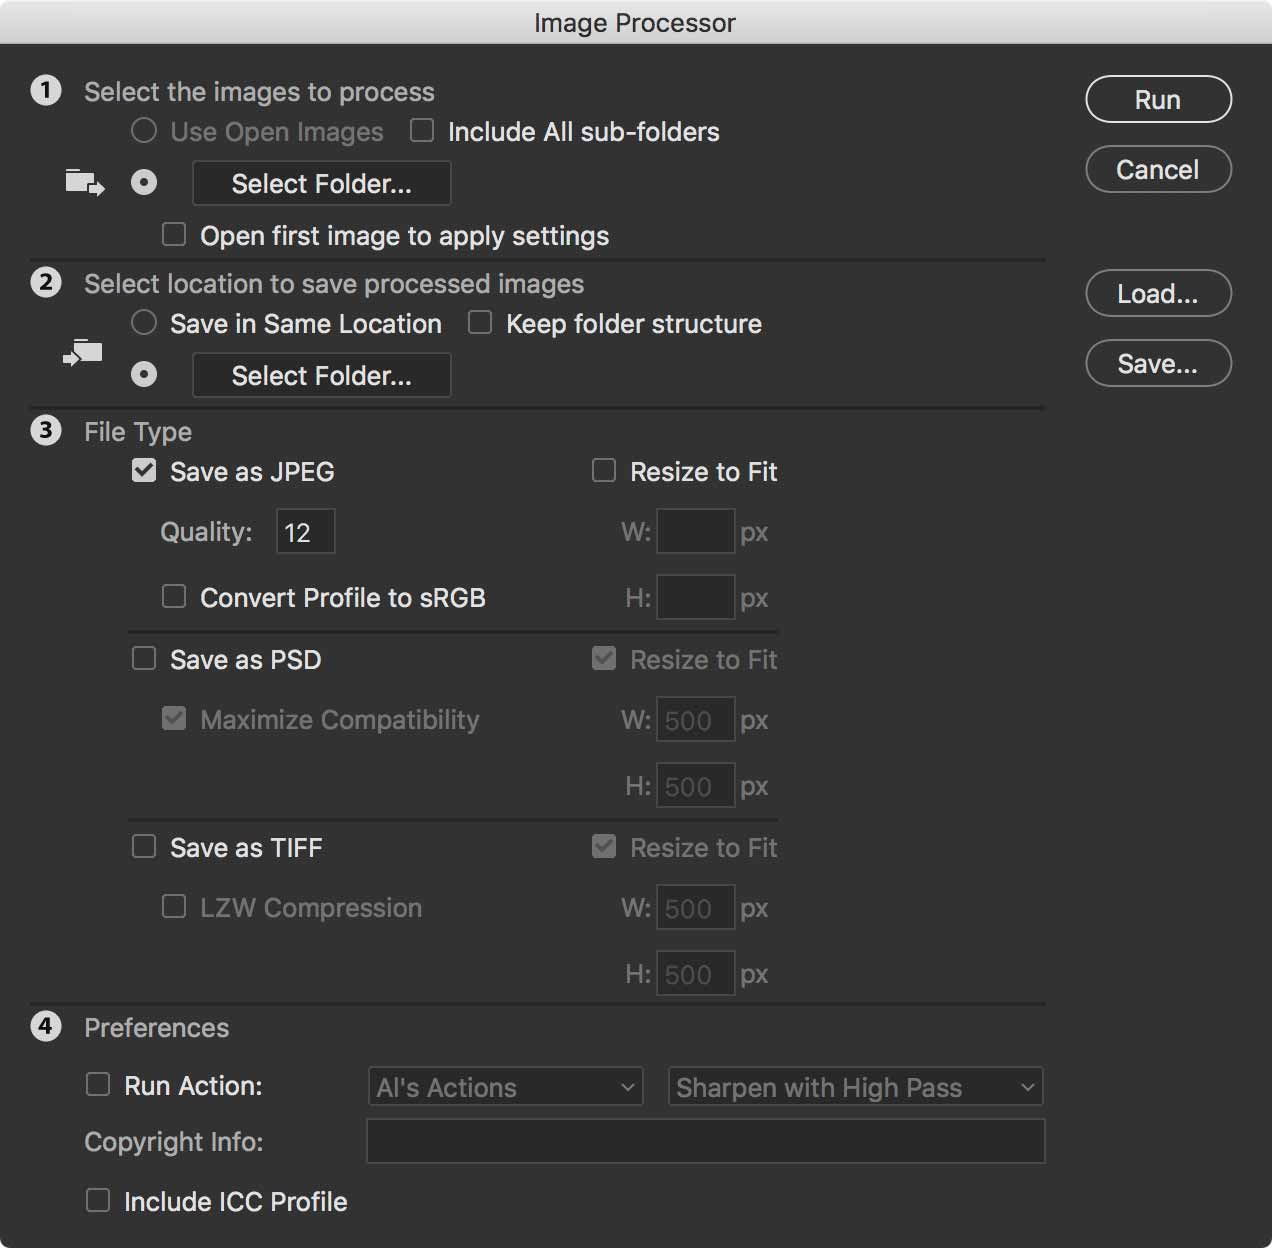 Image Processor
1 Select the images to process
Use Open Images Include All sub-folders
Select Folder...
Open first image to apply settings
2 Select location to save processed images
Save in Same Location Keep folder structure
Select Folder...
3 File Type
Save as JPEG Resize to Fit
Quality: 12 W: px
Convert Profile to sRGB H: px
Save as PSD Resize to Fit
Maximize Compatibility W: 500 px
H: 500 px
Save as TIFF Resize to Fit
LZW Compression W: 500 px
H: 500 px
4 Preferences
Run Action: Al's Actions Sharpen with High Pass
Copyright Info:
Include ICC Profile
Run
Cancel
Load...
Save...